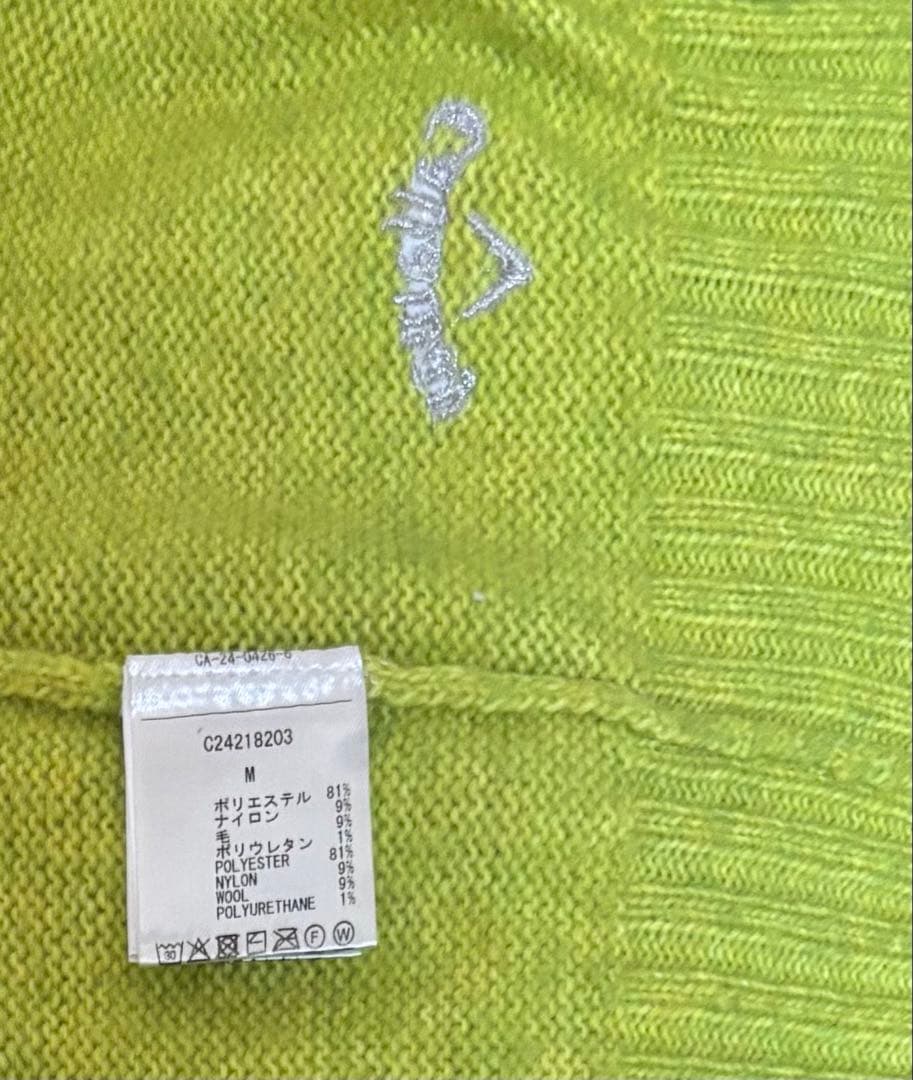 CA-24-0426-6
C24218203
M
ポリエステル 81%
ナイロン 9%
毛 9%
ポリウレタン 1%
POLYESTER 81%
NYLON 9%
WOOL 9%
POLYURETHANE 1%
30 F W